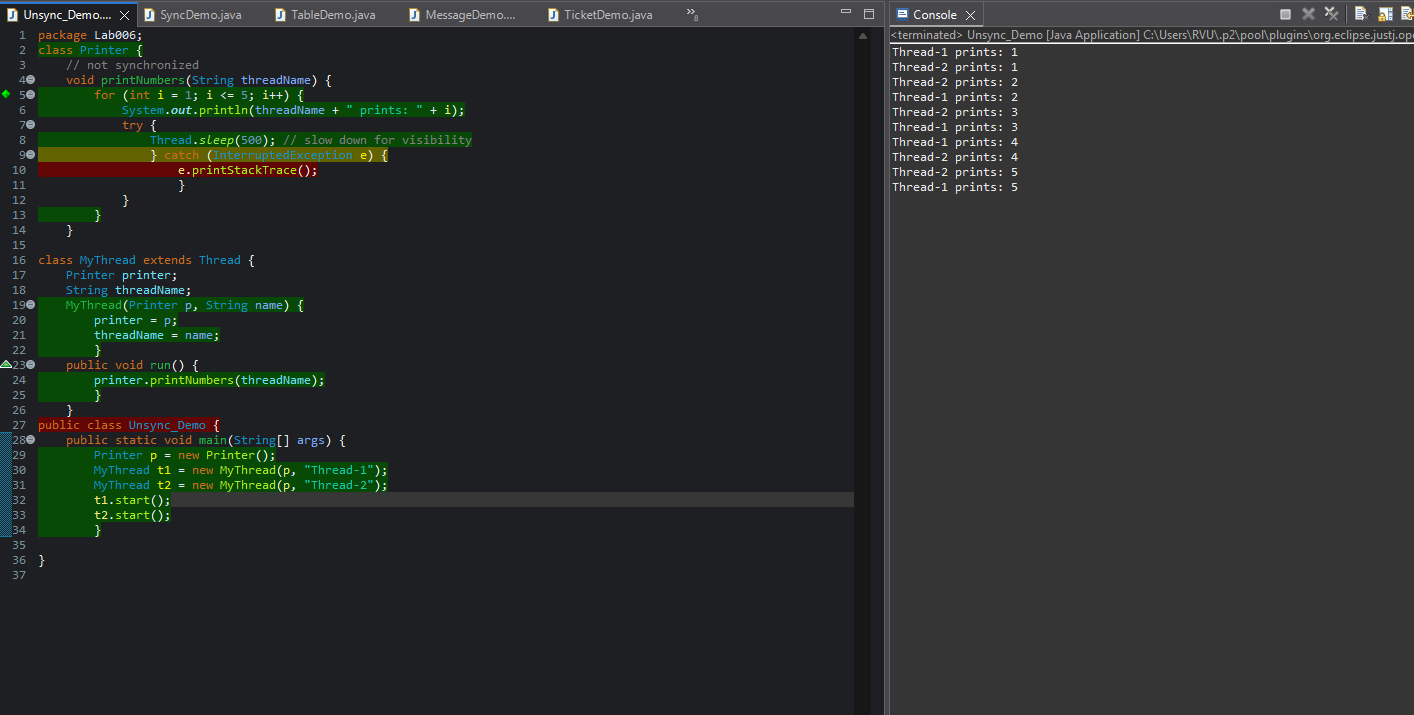 Unsync_Demo.... SyncDemo.java TableDemo.java MessageDemo.... TicketDemo.java »8
1 package Lab006;
2 class Printer {
3 // not synchronized
4 void printNumbers(String threadName) {
5 for (int i = 1; i <= 5; i++) {
6 System.out.println(threadName + " prints: " + i);
7 try {
8 Thread.sleep(500); // slow down for visibility
9 } catch (InterruptedException e) {
10 e.printStackTrace();
11 }
12 }
13 }
14 }
15
16 class MyThread extends Thread {
17 Printer printer;
18 String threadName;
19 MyThread(Printer p, String name) {
20 printer = p;
21 threadName = name;
22 }
23 public void run() {
24 printer.printNumbers(threadName);
25 }
26 }
27 public class Unsync_Demo {
28 public static void main(String[] args) {
29 Printer p = new Printer();
30 MyThread t1 = new MyThread(p, "Thread-1");
31 MyThread t2 = new MyThread(p, "Thread-2");
32 t1.start();
33 t2.start();
34 }
35
36 }
37
Console
<terminated> Unsync_Demo [Java Application] C:\Users\RVU\.p2\pool\plugins\org.eclipse.justj.ope
Thread-1 prints: 1
Thread-2 prints: 1
Thread-2 prints: 2
Thread-1 prints: 2
Thread-2 prints: 3
Thread-1 prints: 3
Thread-1 prints: 4
Thread-2 prints: 4
Thread-2 prints: 5
Thread-1 prints: 5